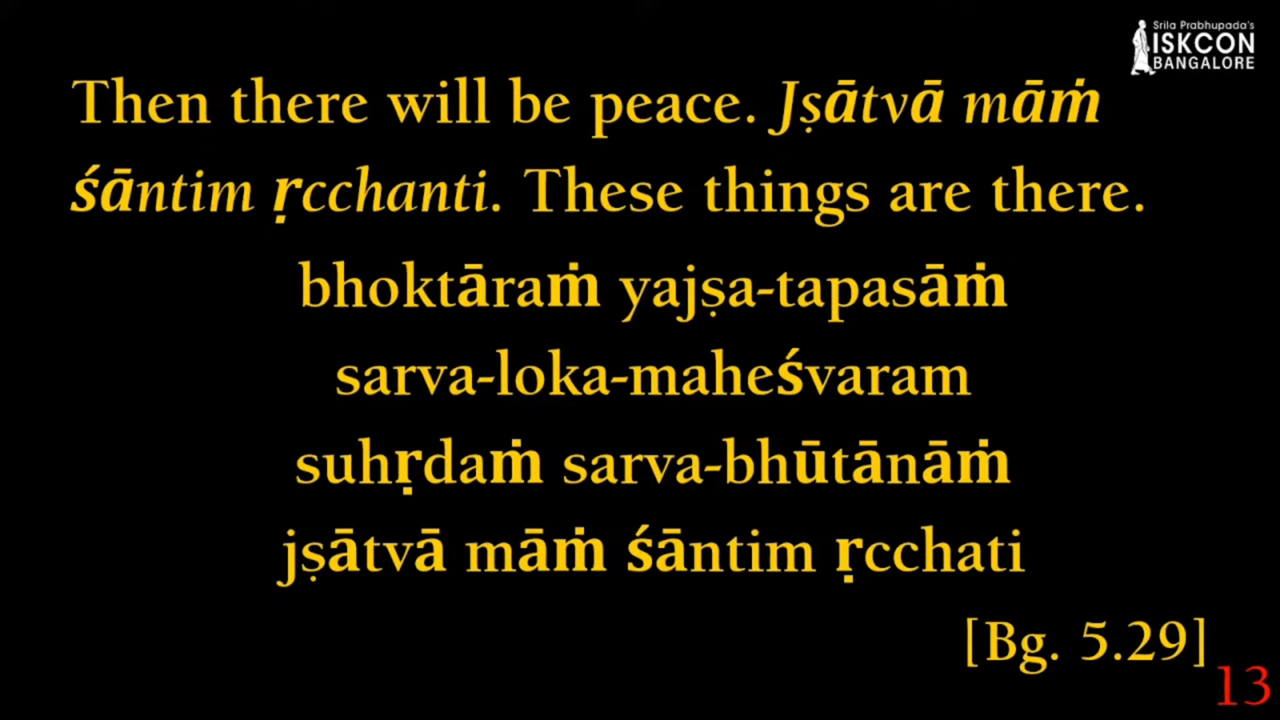 Srila Prabhupada's
ISKCON
BANGALORE
Then there will be peace. Jṣātvā māṁ
śāntim ṛcchanti. These things are there.
bhoktāraṁ yajṣa-tapasāṁ
sarva-loka-maheśvaram
suhṛdaṁ sarva-bhūtānāṁ
jṣātvā māṁ śāntim ṛcchati
[Bg. 5.29]
13